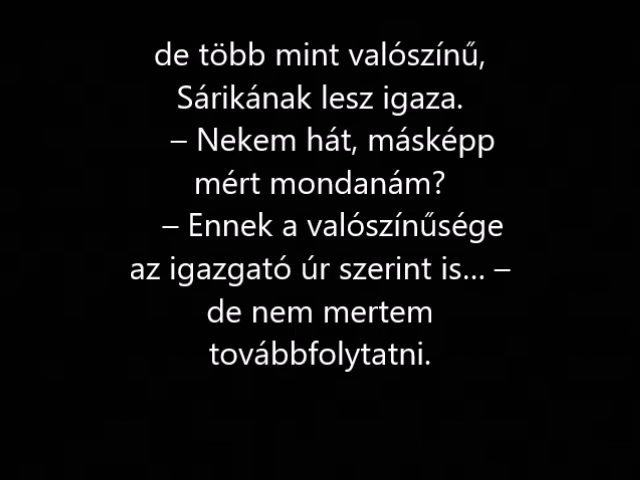 de több mint valószínű,
Sárikának lesz igaza.
– Nekem hát, másképp
mért mondanám?
– Ennek a valószínűsége
az igazgató úr szerint is... –
de nem mertem
továbbfolytatni.